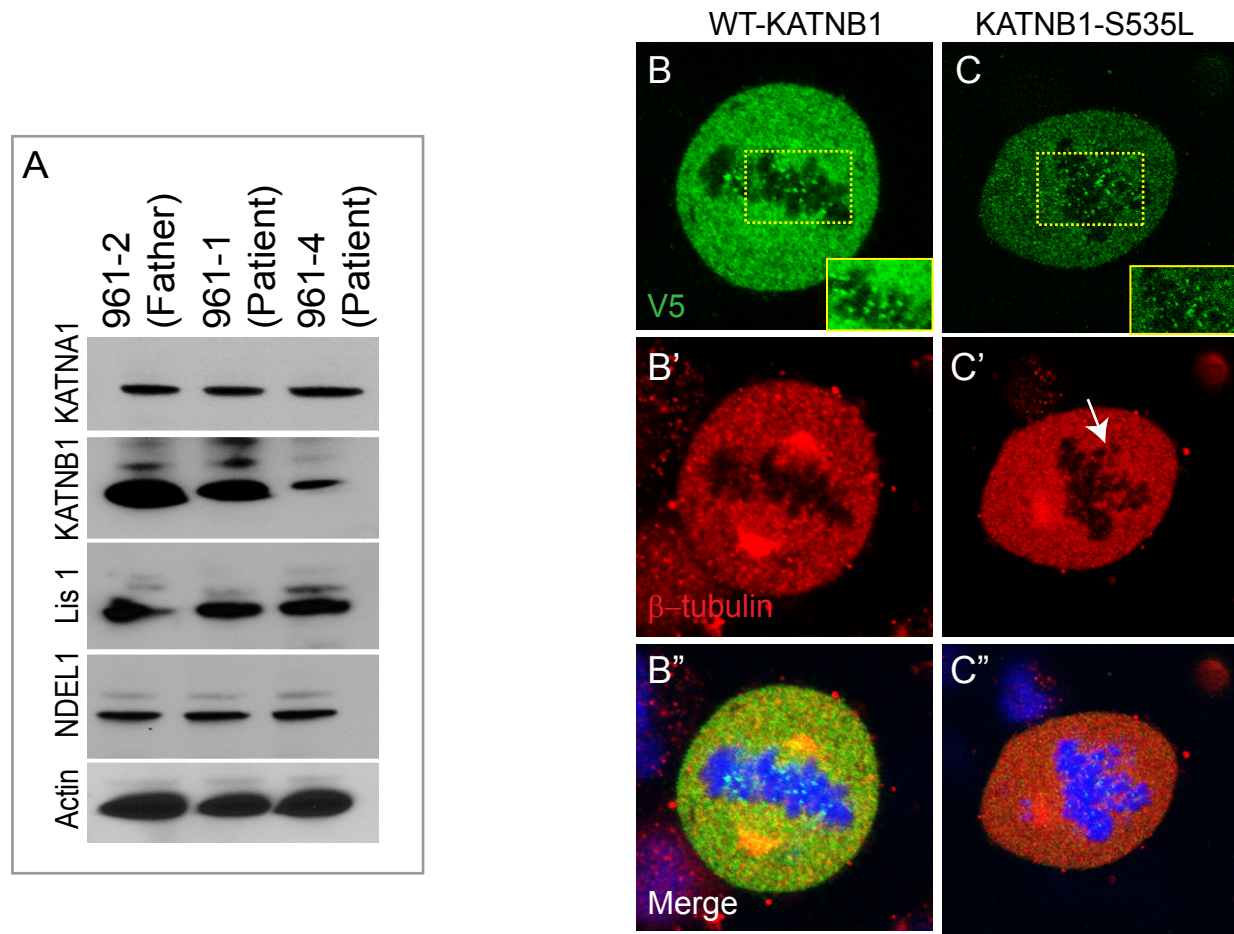 WT-KATNB1
KATNB1-S535L
A
961-2
(Father)
961-1
(Patient)
961-4
(Patient)
KATNA1
KATNB1
Lis 1
NDEL1
Actin
B
V5
C
B’
β–tubulin
C’
B”
Merge
C”